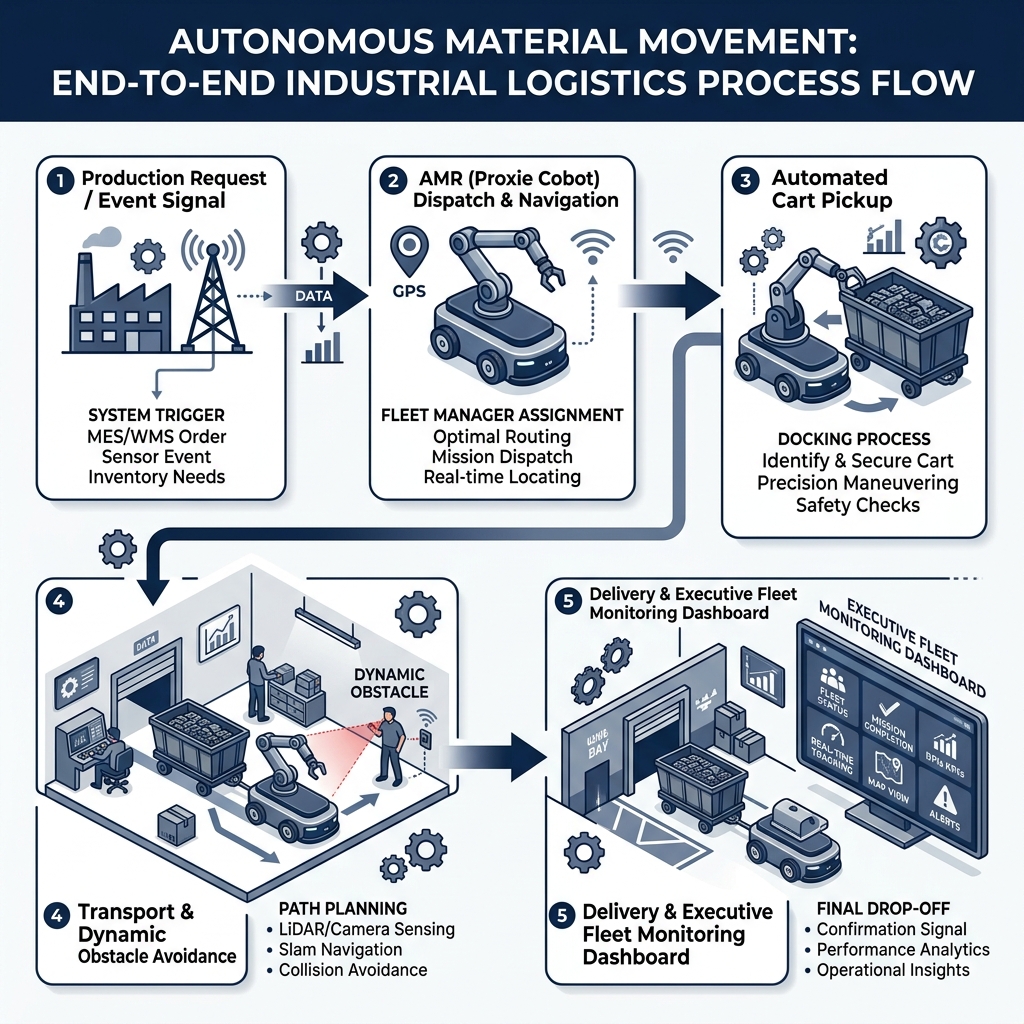 AUTONOMOUS MATERIAL MOVEMENT:
END-TO-END INDUSTRIAL LOGISTICS PROCESS FLOW
1 Production Request
/ Event Signal
SYSTEM TRIGGER
MES/WMS Order
Sensor Event
Inventory Needs
DATA
2 AMR (Proxie Cobot)
Dispatch & Navigation
GPS
FLEET MANAGER ASSIGNMENT
Optimal Routing
Mission Dispatch
Real-time Locating
3 Automated
Cart Pickup
DOCKING PROCESS
Identify & Secure Cart
Precision Maneuvering
Safety Checks
4
DATA
DYNAMIC
OBSTACLE
4 Transport &
Dynamic
Obstacle Avoidance
PATH PLANNING
• LiDAR/Camera Sensing
• Slam Navigation
• Collision Avoidance
5 Delivery & Executive Fleet
Monitoring Dashboard
EXECUTIVE FLEET
MONITORING DASHBOARD
FLEET
STATUS
MISSION
COMPLETION
REAL-TIME
MAP VIEW
ALERTS
BAY
5 Delivery & Executive
Fleet Monitoring
Dashboard
FINAL DROP-OFF
• Confirmation Signal
• Performance Analytics
• Operational Insights